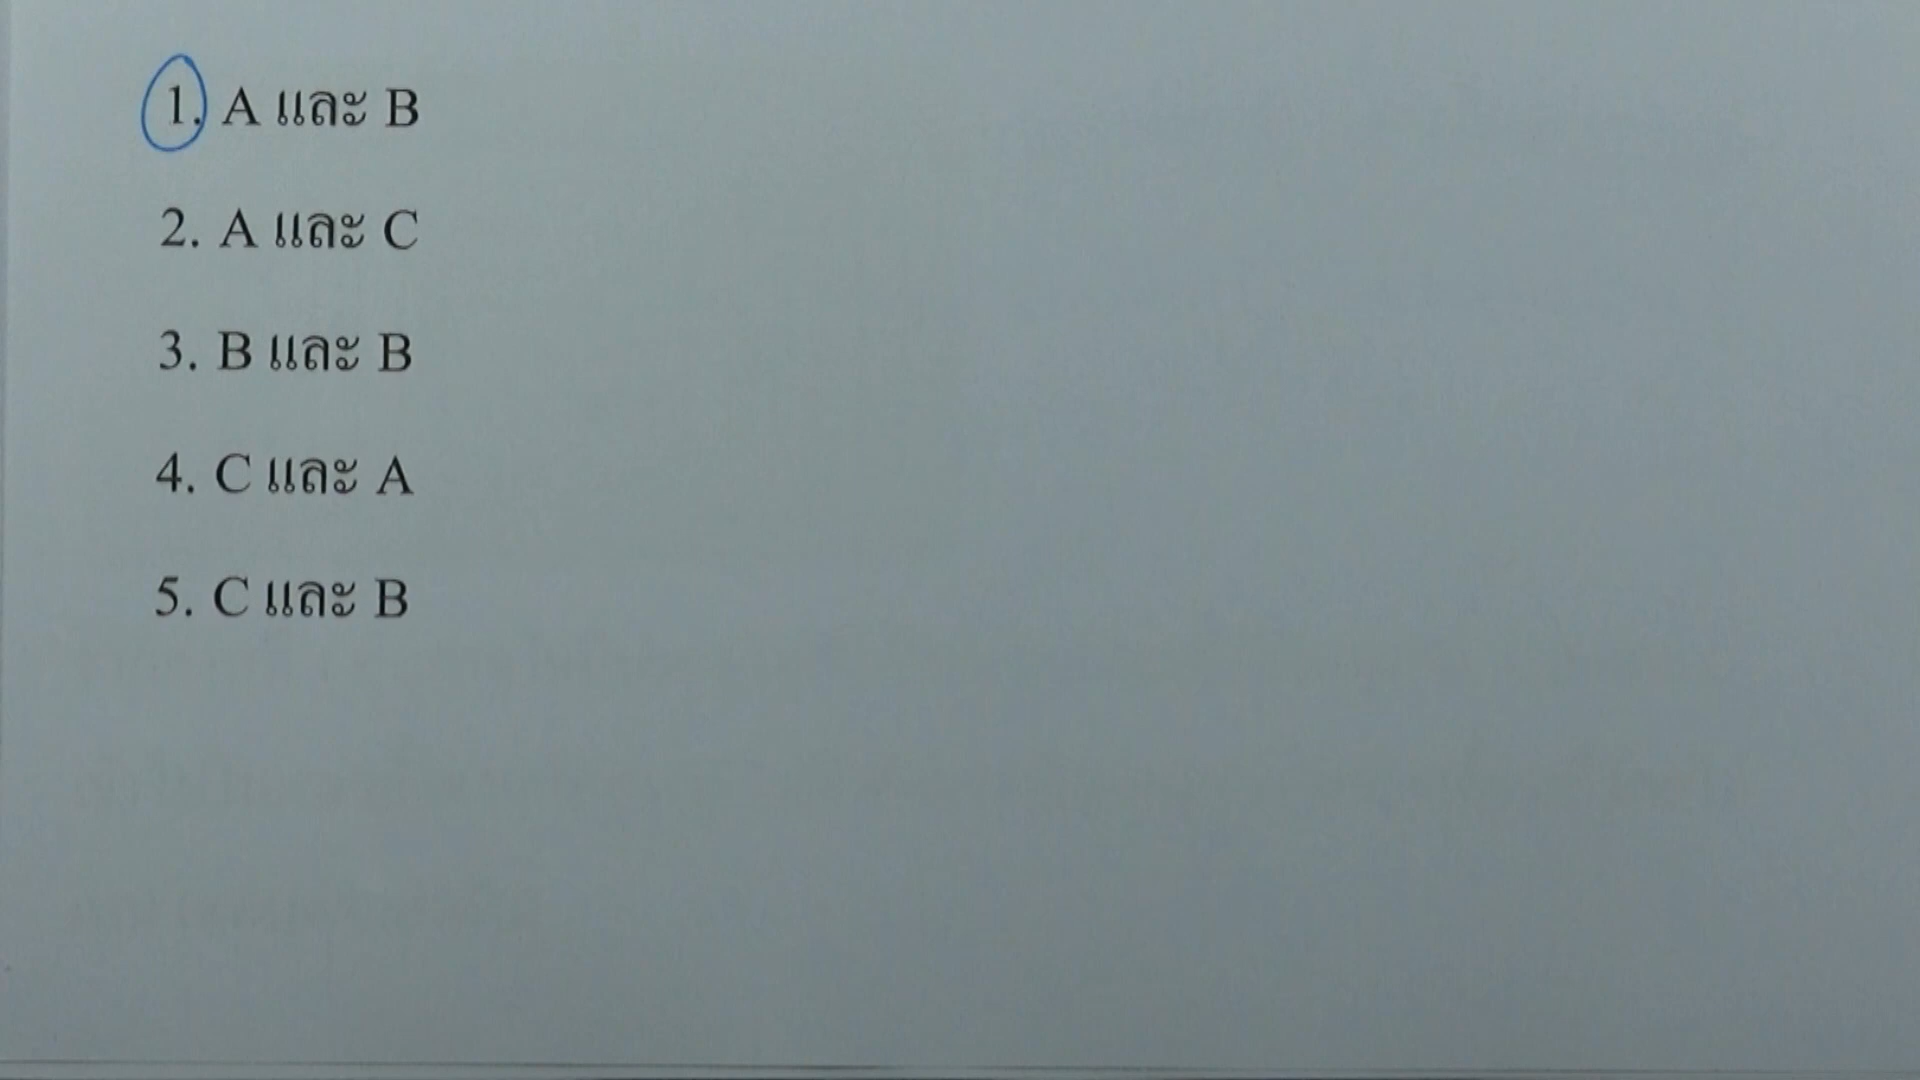 1. A และ B
2. A และ C
3. B และ B
4. C และ A
5. C และ B